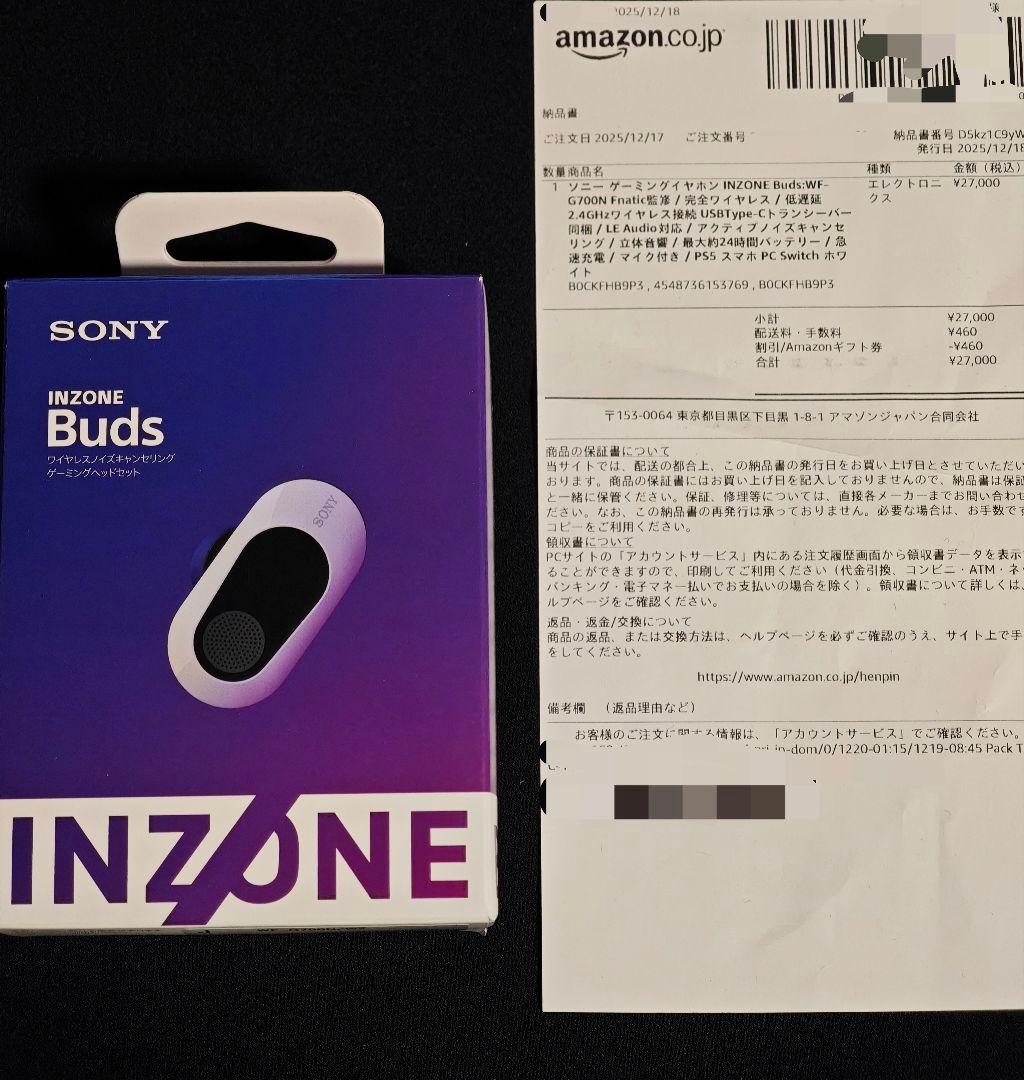 SONY
INZONE
Buds
ワイヤレスノイズキャンセリング
ゲーミングヘッドセット
SONY
INZONE
2025/12/18
様
amazon.co.jp
納品書
ご注文日 2025/12/17 ご注文番号
納品書番号 D5kz1C9yW
発行日 2025/12/18
数量 商品名 種類 金額（税込）
1 ソニー ゲーミングイヤホン INZONE Buds:WF- エレクトロニ ¥27,000
G700N Fnatic監修 / 完全ワイヤレス / 低遅延 クス
2.4GHzワイヤレス接続 USBType-Cトランシーバー
同梱 / LE Audio対応 / アクティブノイズキャンセ
リング / 立体音響 / 最大約24時間バッテリー / 急
速充電 / マイク付き / PS5 スマホ PC Switch ホワ
イト
B0CKFHB9P3 , 4548736153769 , B0CKFHB9P3
小計 ¥27,000
配送料・手数料 ¥460
割引/Amazonギフト券 -¥460
合計 ¥27,000
〒153-0064 東京都目黒区下目黒 1-8-1 アマゾンジャパン合同会社
商品の保証書について
当サイトでは、配送の都合上、この納品書の発行日をお買い上げ日とさせていただい
おります。商品の保証書にはお買い上げ日を記入しておりませんので、納品書は保証
と一緒に保管ください。保証、修理等については、直接各メーカーまでお問い合わせ
ださい。なお、この納品書の再発行は承っておりません。必要な場合は、お手数です
コピーをご利用ください。
領収書について
PCサイトの「アカウントサービス」内にある注文履歴画面から領収書データを表示
ることができますので、印刷してご利用ください（代金引換、コンビニ・ATM・ネッ
バンキング・電子マネー払いでお支払いの場合を除く）。領収書について詳しくは、
ルプページをご確認ください。
返品・返金/交換について
商品の返品、または交換方法は、ヘルプページを必ずご確認のうえ、サイト上で手
をしてください。
https://www.amazon.co.jp/henpin
備考欄 （返品理由など）
お客様のご注文に関する情報は、「アカウントサービス」でご確認ください。
pri-jp-dom/0/1220-01:15/1219-08:45 Pack T